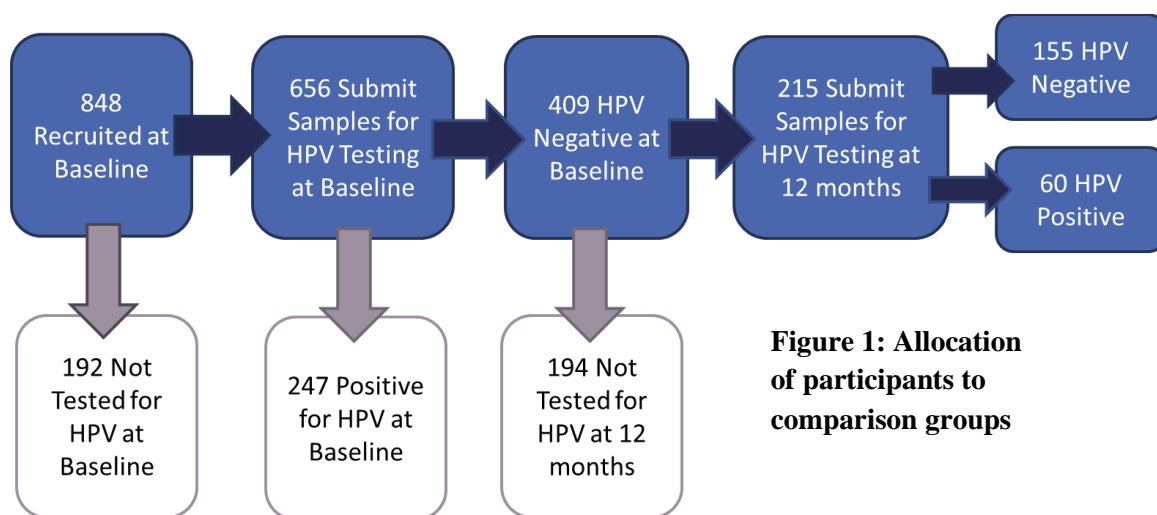 848
Recruited at
Baseline
656 Submit
Samples for
HPV Testing
at Baseline
409 HPV
Negative at
Baseline
215 Submit
Samples for
HPV Testing at
12 months
155 HPV
Negative
60 HPV
Positive
192 Not
Tested for
HPV at
Baseline
247 Positive
for HPV at
Baseline
194 Not
Tested for
HPV at 12
months
Figure 1: Allocation
of participants to
comparison groups